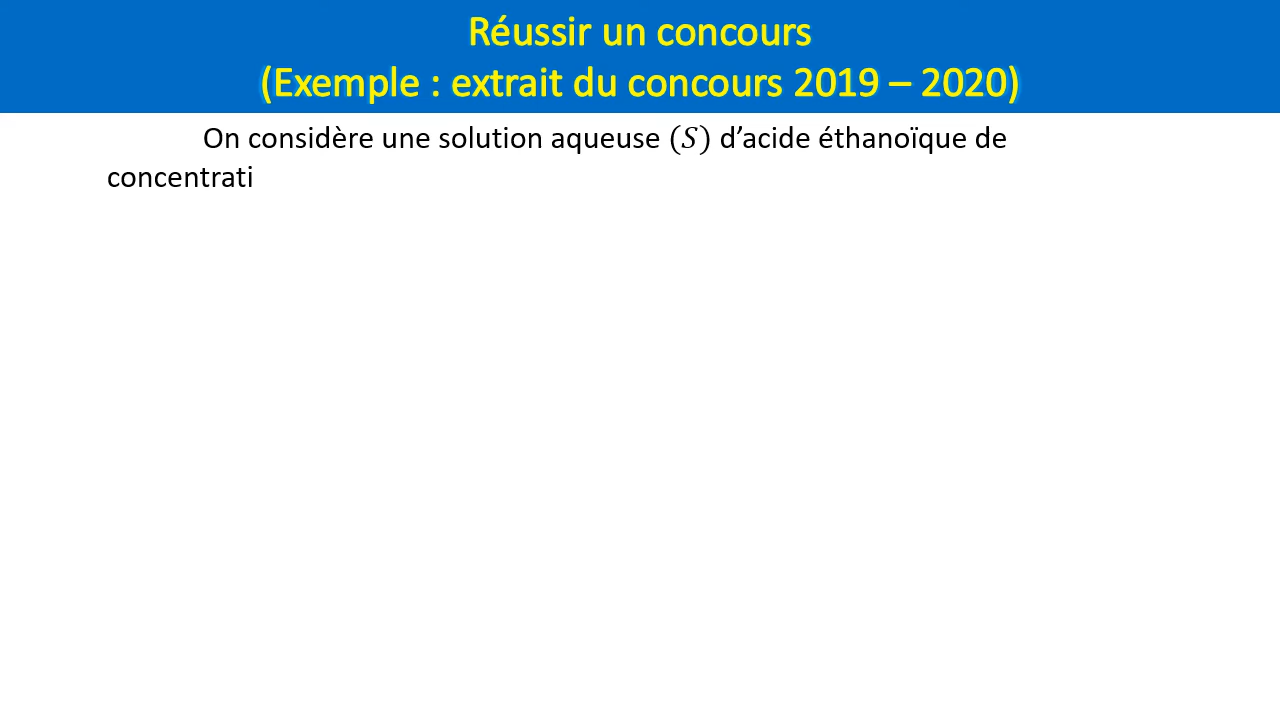 Réussir un concours
(Exemple : extrait du concours 2019 – 2020)
On considère une solution aqueuse (S) d’acide éthanoïque de
concentrati